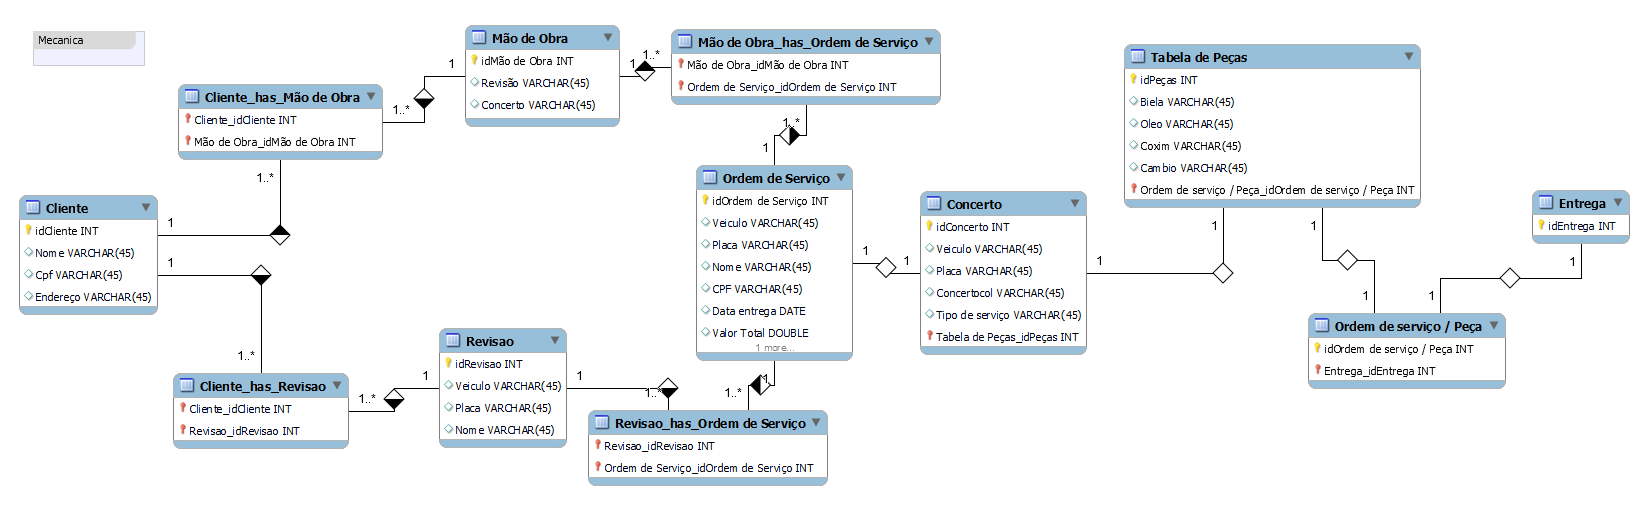 Mecanica
Cliente_has_Mão de Obra
Cliente_idCliente INT
Mão de Obra_idMão de Obra INT
1..*
1
1..*
Mão de Obra
idMão de Obra INT
Revisão VARCHAR(45)
Concerto VARCHAR(45)
1
1..*
Mão de Obra_has_Ordem de Serviço
Mão de Obra_idMão de Obra INT
Ordem de Serviço_idOrdem de Serviço INT
1..*
1
Cliente
idCliente INT
Nome VARCHAR(45)
Cpf VARCHAR(45)
Endereço VARCHAR(45)
1
1
1..*
Cliente_has_Revisao
Cliente_idCliente INT
Revisao_idRevisao INT
1..*
1
Revisao
idRevisao INT
Veiculo VARCHAR(45)
Placa VARCHAR(45)
Nome VARCHAR(45)
1
1..*
Revisao_has_Ordem de Serviço
Revisao_idRevisao INT
Ordem de Serviço_idOrdem de Serviço INT
1..*
1
Ordem de Serviço
idOrdem de Serviço INT
Veiculo VARCHAR(45)
Placa VARCHAR(45)
Nome VARCHAR(45)
CPF VARCHAR(45)
Data entrega DATE
Valor Total DOUBLE
1 more...
1
1
Concerto
idConcerto INT
Veiculo VARCHAR(45)
Placa VARCHAR(45)
Concertocol VARCHAR(45)
Tipo de serviço VARCHAR(45)
Tabela de Peças_idPeças INT
1
1
Tabela de Peças
idPeças INT
Biela VARCHAR(45)
Oleo VARCHAR(45)
Coxim VARCHAR(45)
Cambio VARCHAR(45)
Ordem de serviço / Peça_idOrdem de serviço / Peça INT
1
1
Ordem de serviço / Peça
idOrdem de serviço / Peça INT
Entrega_idEntrega INT
1
1
Entrega
idEntrega INT